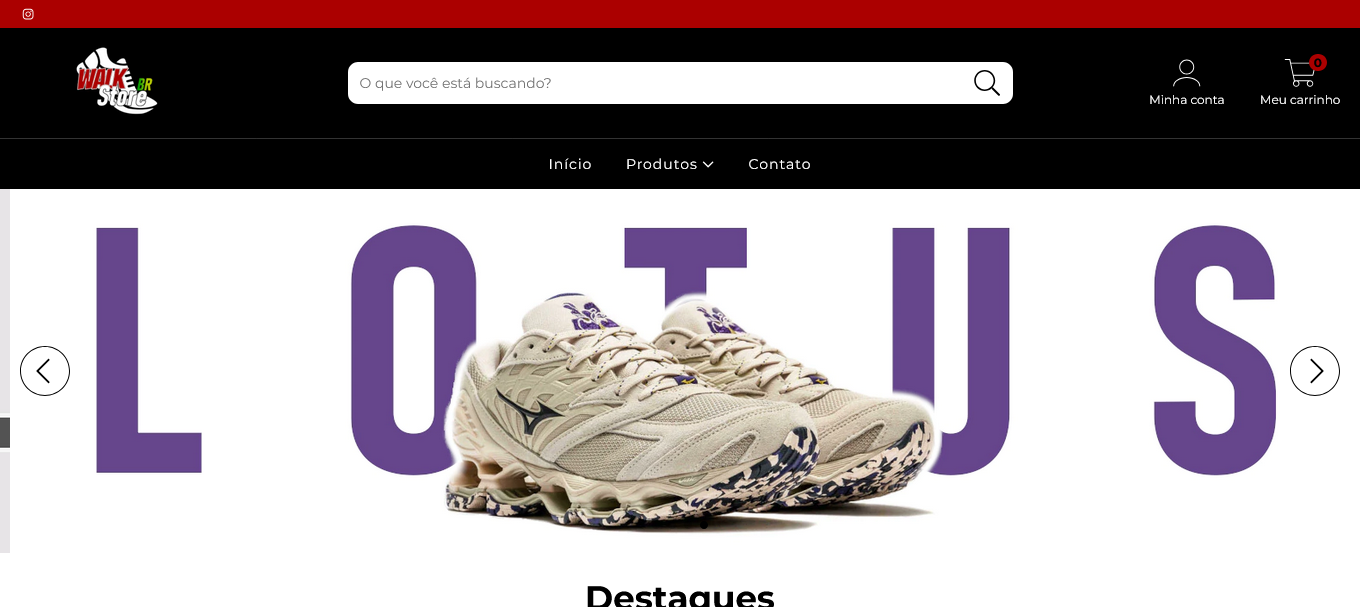 WALK BR
Store
O que você está buscando?
0
Minha conta
Meu carrinho
Início
Produtos
Contato
LOTUS
Destaques